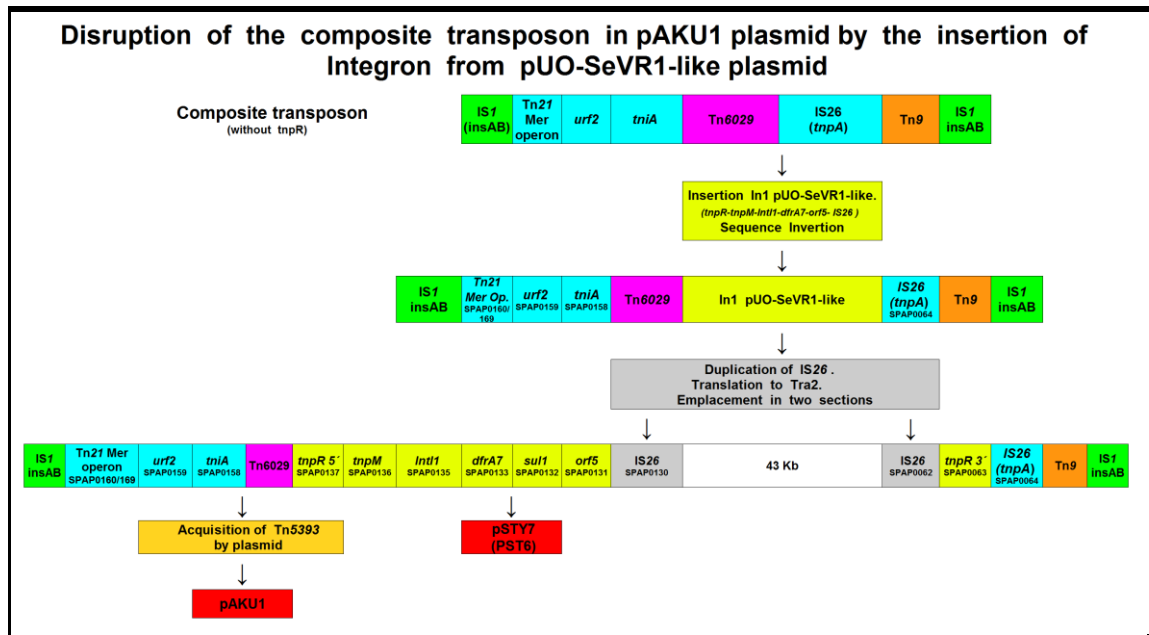 Disruption of the composite transposon in pAKU1 plasmid by the insertion of
Integron from pUO-SeVR1-like plasmid
Composite transposon
(without tnpR)
IS1
(insAB)
Tn21
Mer
operon
urf2
tniA
Tn6029
IS26
(tnpA)
Tn9
IS1
insAB
↓
Insertion In1 pUO-SeVR1-like.
(tnpR-tnpM-IntI1-dfrA7-orf5- IS26 )
Sequence Invertion
↓
IS1
insAB
Tn21
Mer Op.
SPAP0160/
169
urf2
SPAP0159
tniA
SPAP0158
Tn6029
In1 pUO-SeVR1-like
IS26
(tnpA)
SPAP0064
Tn9
IS1
insAB
↓
Duplication of IS26 .
Translation to Tra2.
Emplacement in two sections
↓ ↓
IS1
insAB
Tn21 Mer
operon
SPAP0160/169
urf2
SPAP0159
tniA
SPAP0158
Tn6029
tnpR 5´
SPAP0137
tnpM
SPAP0136
IntI1
SPAP0135
dfrA7
SPAP0133
sul1
SPAP0132
orf5
SPAP0131
IS26
SPAP0130
43 Kb
IS26
SPAP0062
tnpR 3´
SPAP0063
IS26
(tnpA)
SPAP0064
Tn9
IS1
insAB
↓ ↓
Acquisition of Tn5393
by plasmid
pSTY7
(PST6)
↓
pAKU1